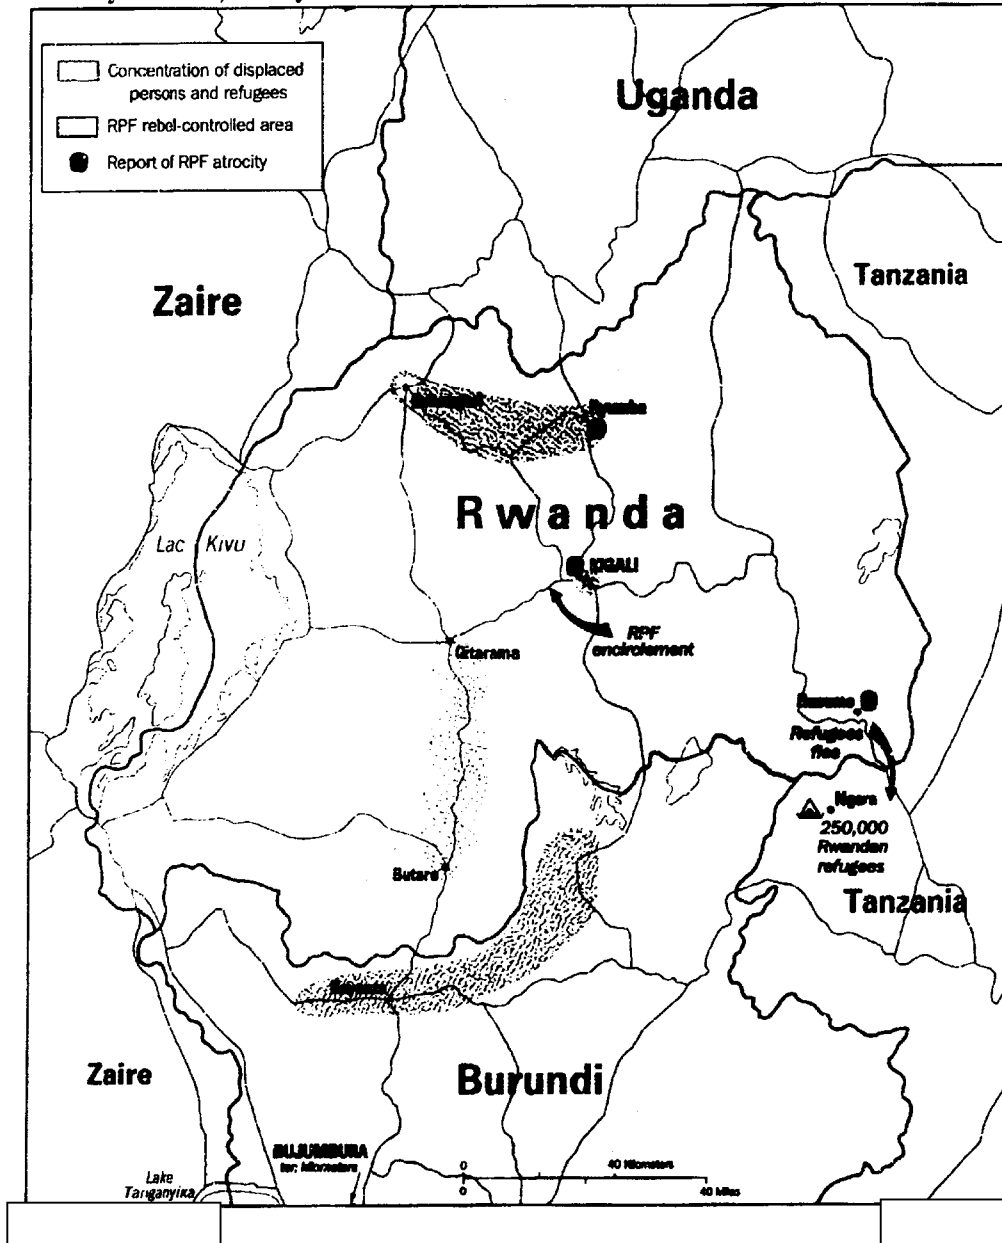 Concentration of displaced
persons and refugees
RPF rebel-controlled area
Report of RPF atrocity
Uganda
Tanzania
Zaire
Rwanda
Lac Kivu
KIGALI
RPF
encirclement
Gitarama
Refugees
flee
Ngara
250,000
Rwandan
refugees
Butare
Tanzania
Zaire
Burundi
BUJUMBURA
Lake
Tanganyika
0 40 Kilometers
0 40 Miles